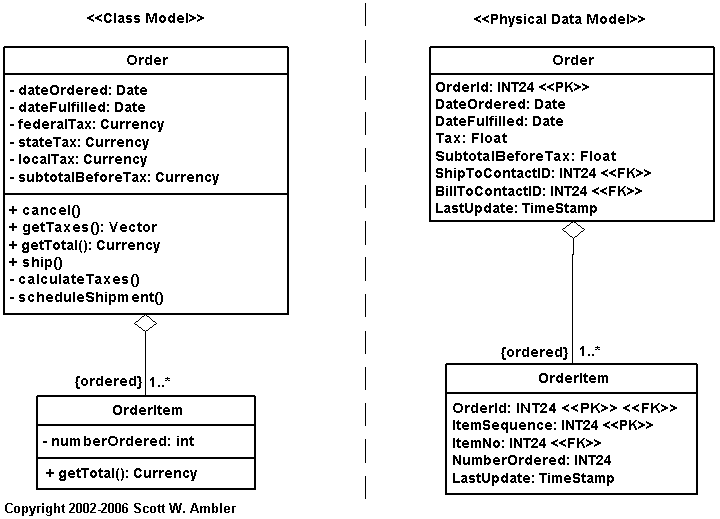 <<Class Model>>
Order
- dateOrdered: Date
- dateFulfilled: Date
- federalTax: Currency
- stateTax: Currency
- localTax: Currency
- subtotalBeforeTax: Currency
+ cancel()
+ getTaxes(): Vector
+ getTotal(): Currency
+ ship()
- calculateTaxes()
- scheduleShipment()
{ordered} 1..*
OrderItem
- numberOrdered: int
+ getTotal(): Currency
<<Physical Data Model>>
Order
OrderId: INT24 <<PK>>
DateOrdered: Date
DateFulfilled: Date
Tax: Float
SubtotalBeforeTax: Float
ShipToContactID: INT24 <<FK>>
BillToContactID: INT24 <<FK>>
LastUpdate: TimeStamp
{ordered} 1..*
OrderItem
OrderId: INT24 <<PK>> <<FK>>
ItemSequence: INT24 <<PK>>
ItemNo: INT24 <<FK>>
NumberOrdered: INT24
LastUpdate: TimeStamp
Copyright 2002-2006 Scott W. Ambler